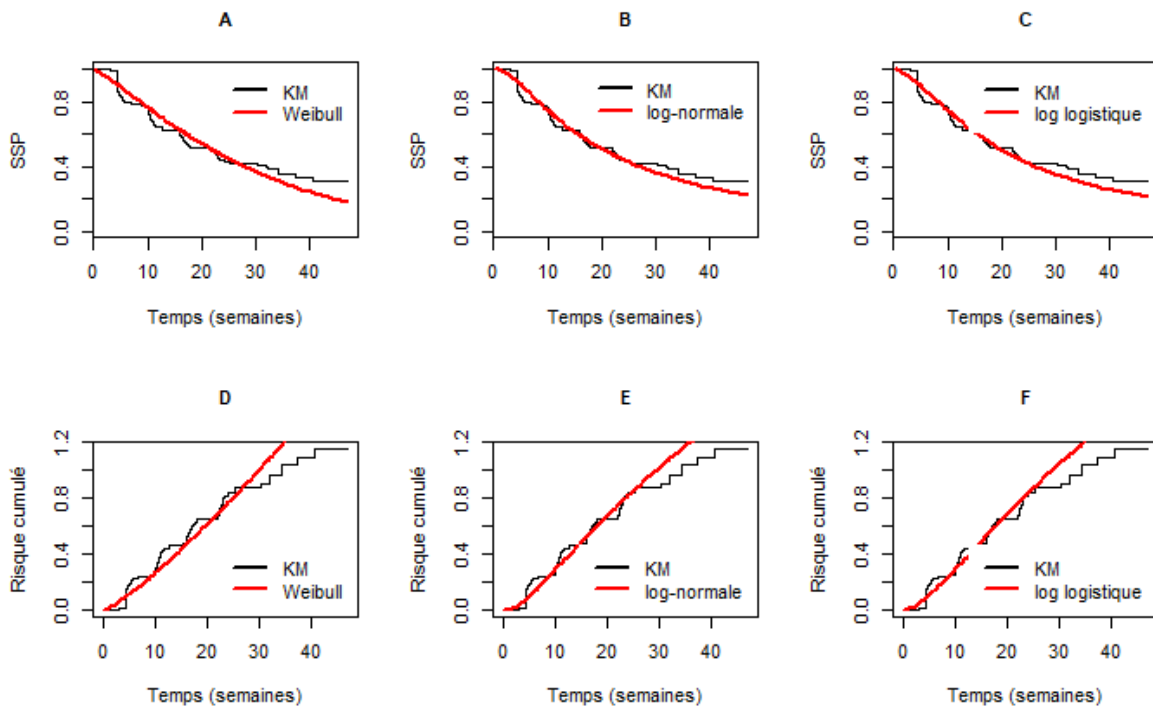 A
SSP
0.0 0.4 0.8
KM
Weibull
0 10 20 30 40
Temps (semaines)
B
SSP
0.0 0.4 0.8
KM
log-normale
0 10 20 30 40
Temps (semaines)
C
SSP
0.0 0.4 0.8
KM
log logistique
0 10 20 30 40
Temps (semaines)
D
Risque cumulé
0.0 0.4 0.8 1.2
KM
Weibull
0 10 20 30 40
Temps (semaines)
E
Risque cumulé
0.0 0.4 0.8 1.2
KM
log-normale
0 10 20 30 40
Temps (semaines)
F
Risque cumulé
0.0 0.4 0.8 1.2
KM
log logistique
0 10 20 30 40
Temps (semaines)